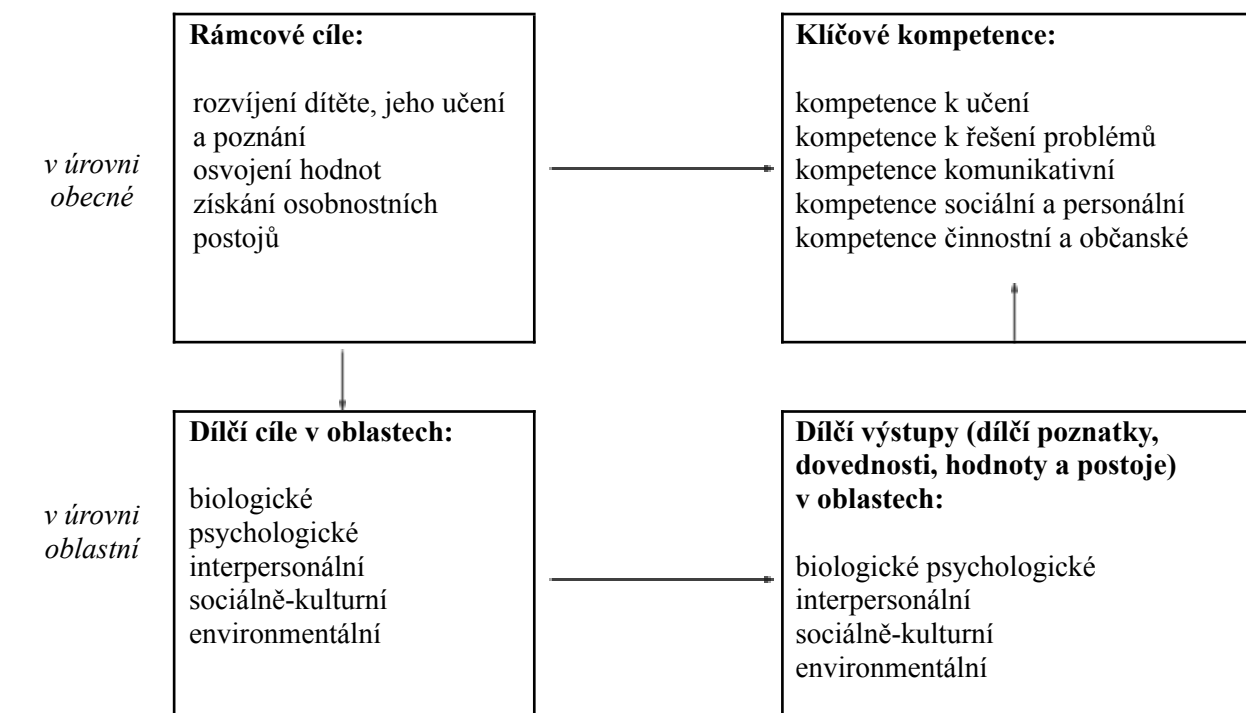 Rámcové cíle:
rozvíjení dítěte, jeho učení
a poznání
osvojení hodnot
získání osobnostních
postojů
Klíčové kompetence:
kompetence k učení
kompetence k řešení problémů
kompetence komunikativní
kompetence sociální a personální
kompetence činnostní a občanské
v úrovni
obecné
Dílčí cíle v oblastech:
biologické
psychologické
interpersonální
sociálně-kulturní
environmentální
Dílčí výstupy (dílčí poznatky,
dovednosti, hodnoty a postoje)
v oblastech:
biologické psychologické
interpersonální
sociálně-kulturní
environmentální
v úrovni
oblastní